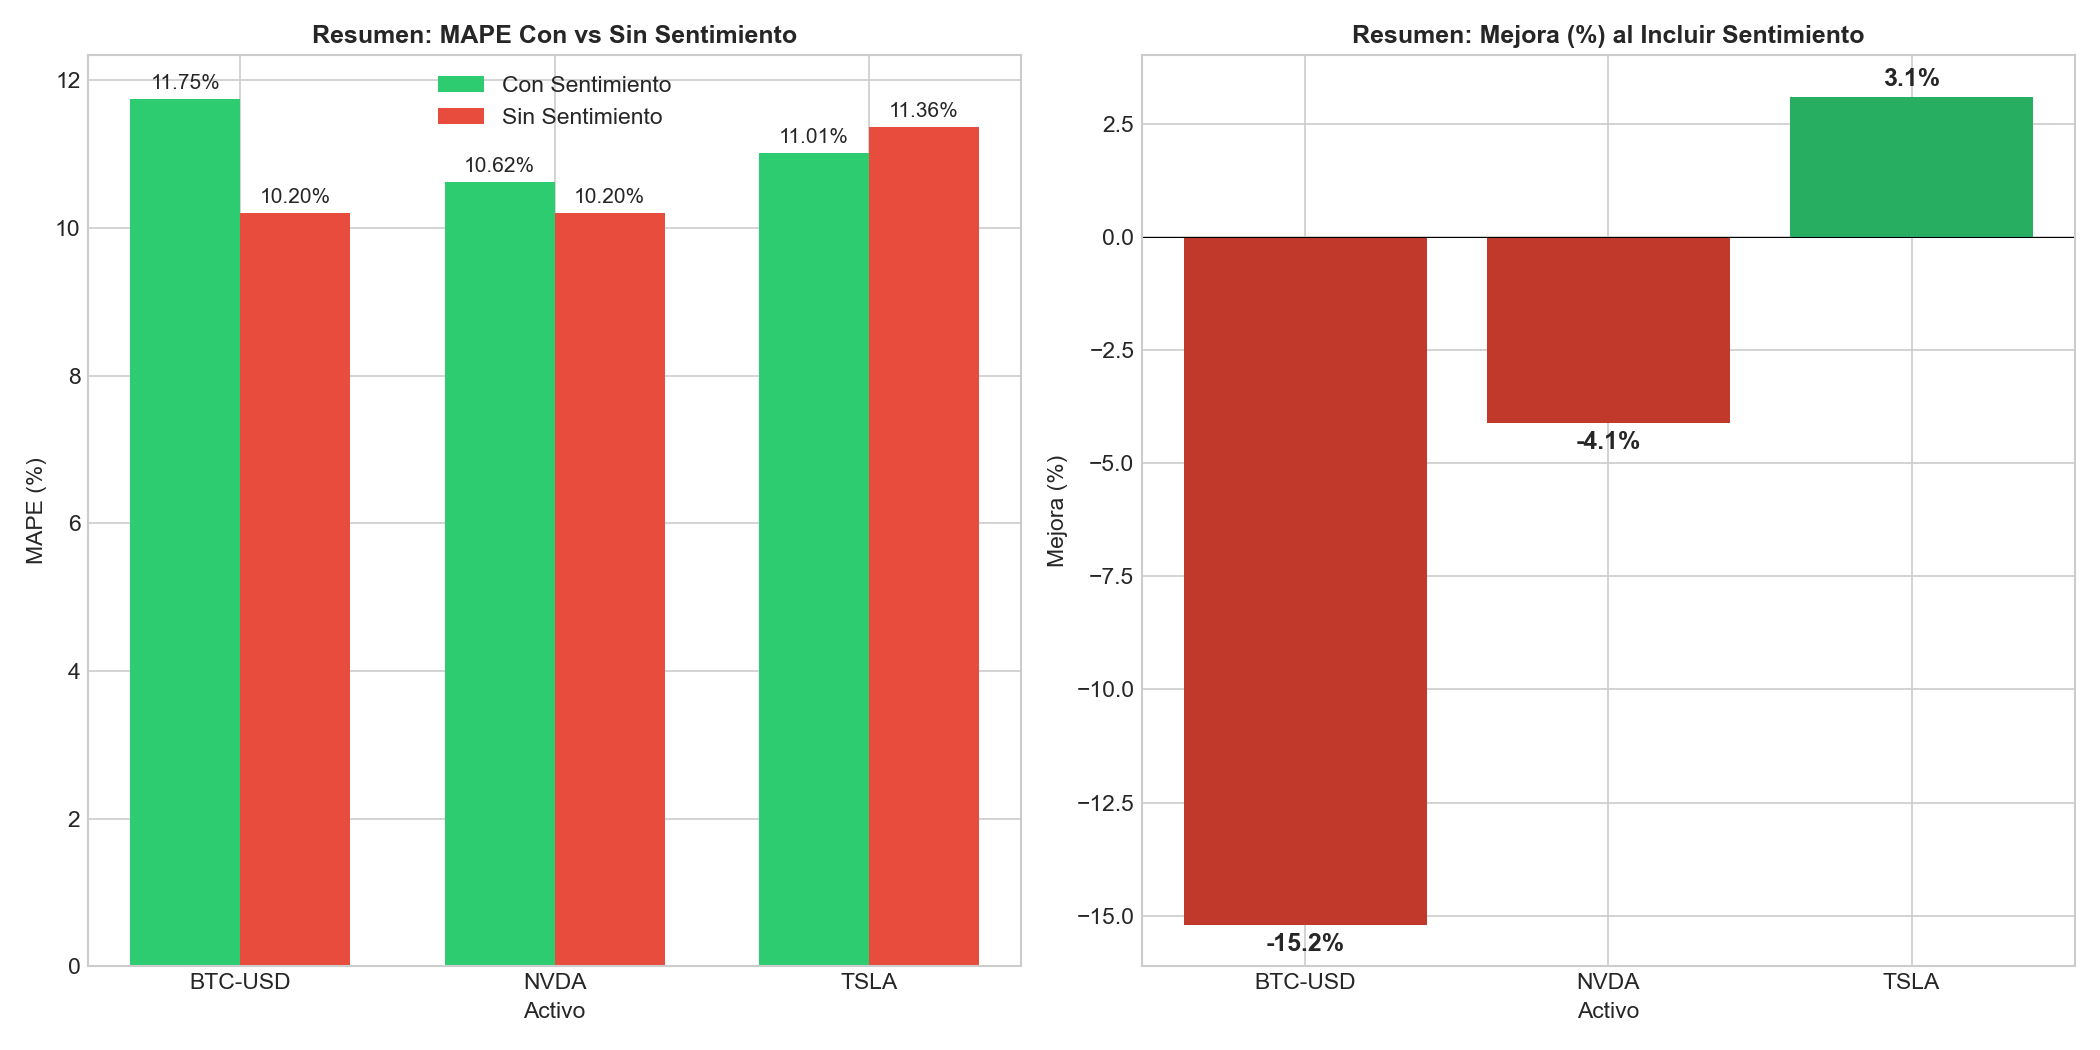 Resumen: MAPE Con vs Sin Sentimiento
Con Sentimiento
Sin Sentimiento
11.75%
10.20%
10.62%
10.20%
11.01%
11.36%
MAPE (%)
12
10
8
6
4
2
0
BTC-USD
NVDA
TSLA
Activo
Resumen: Mejora (%) al Incluir Sentimiento
3.1%
-4.1%
-15.2%
Mejora (%)
2.5
0.0
−2.5
−5.0
−7.5
−10.0
−12.5
−15.0
BTC-USD
NVDA
TSLA
Activo